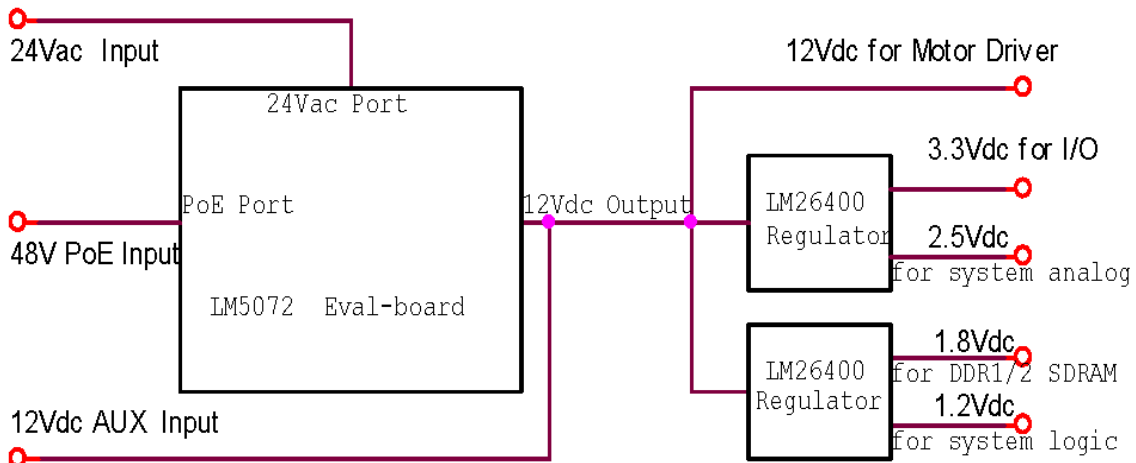 24Vac Input
12Vdc for Motor Driver
24Vac Port
3.3Vdc for I/O
PoE Port
12Vdc Output
LM26400
Regulator
48V PoE Input
2.5Vdc
for system analog
LM5072 Eval-board
1.8Vdc
LM26400
for DDR1/2 SDRAM
Regulator
1.2Vdc
12Vdc AUX Input
for system logic